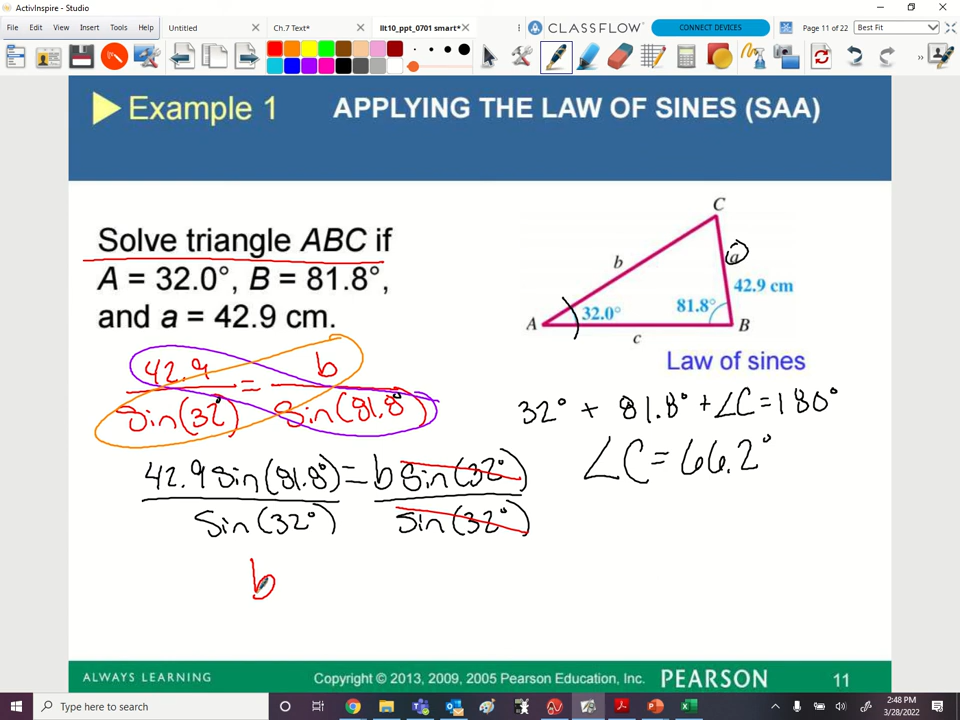 ActivInspire - Studio
File Edit View Insert Tools Help Untitled × Ch.7 Text* × llt10_ppt_0701 smart* × CLASSFLOW CONNECT DEVICES Page 11 of 22 Best Fit
Example 1 APPLYING THE LAW OF SINES (SAA)
Solve triangle ABC if
A = 32.0°, B = 81.8°,
and a = 42.9 cm.
C
b
a
42.9 cm
A
32.0°
81.8°
B
c
Law of sines
42.9 = b
Sin(32°) Sin(81.8°)
32° + 81.8° + ∠C = 180°
∠C = 66.2°
42.9 Sin(81.8°) = b Sin(32°)
Sin(32°) Sin(32°)
b
ALWAYS LEARNING Copyright © 2013, 2009, 2005 Pearson Education, Inc. PEARSON 11
Type here to search
2:48 PM
3/28/2022